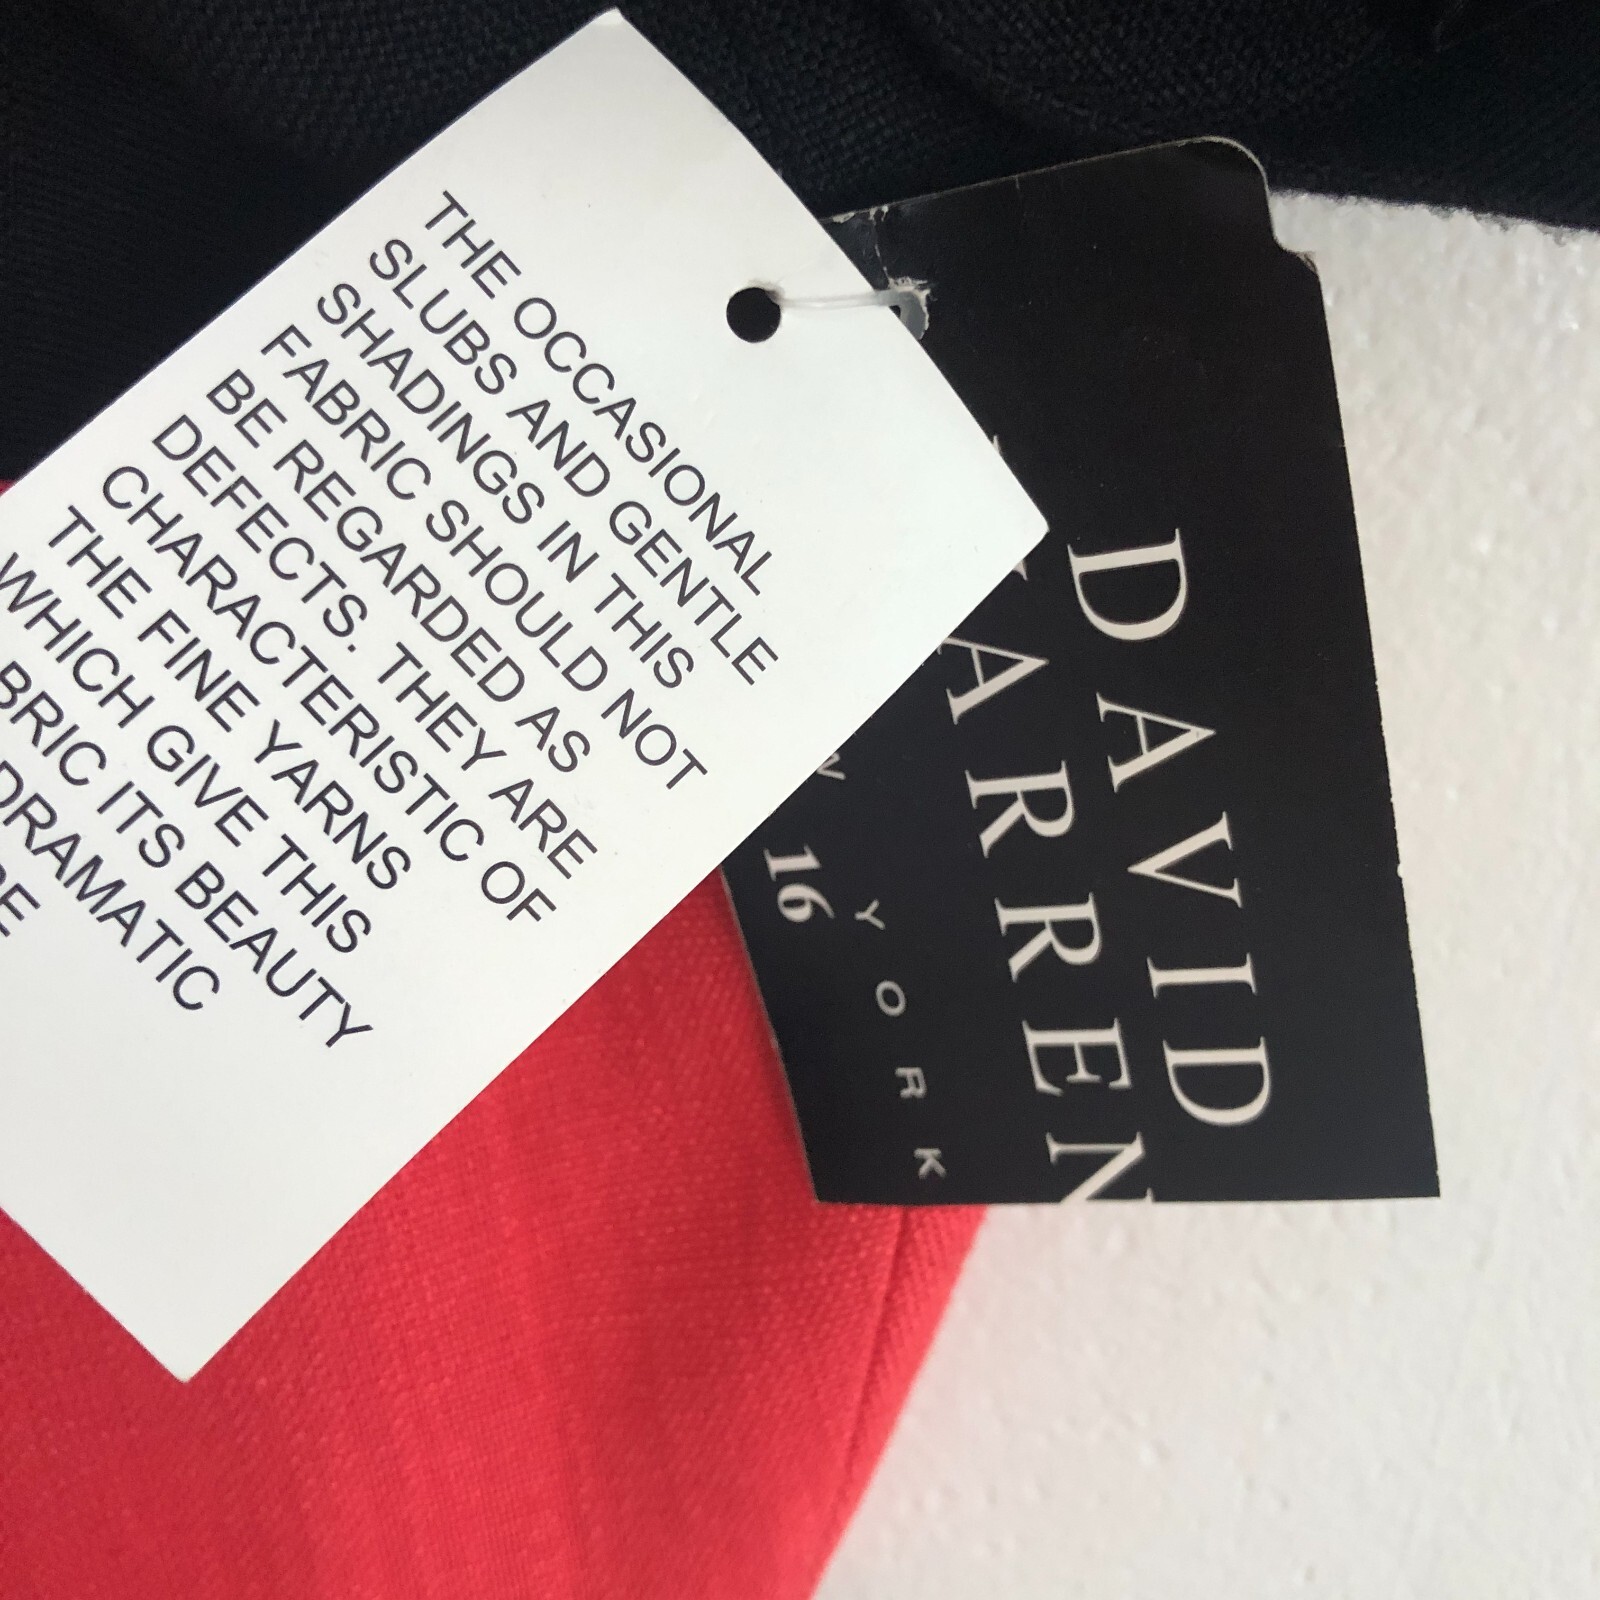 THE OCCASIONAL
SLUBS AND GENTLE
SHADINGS IN THIS
FABRIC SHOULD NOT
BE REGARDED AS
DEFECTS. THEY ARE
CHARACTERISTIC OF
THE FINE YARNS
WHICH GIVE THIS
BRIC ITS BEAUTY
DRAMATIC
DAVID
ARREN
W YORK
16